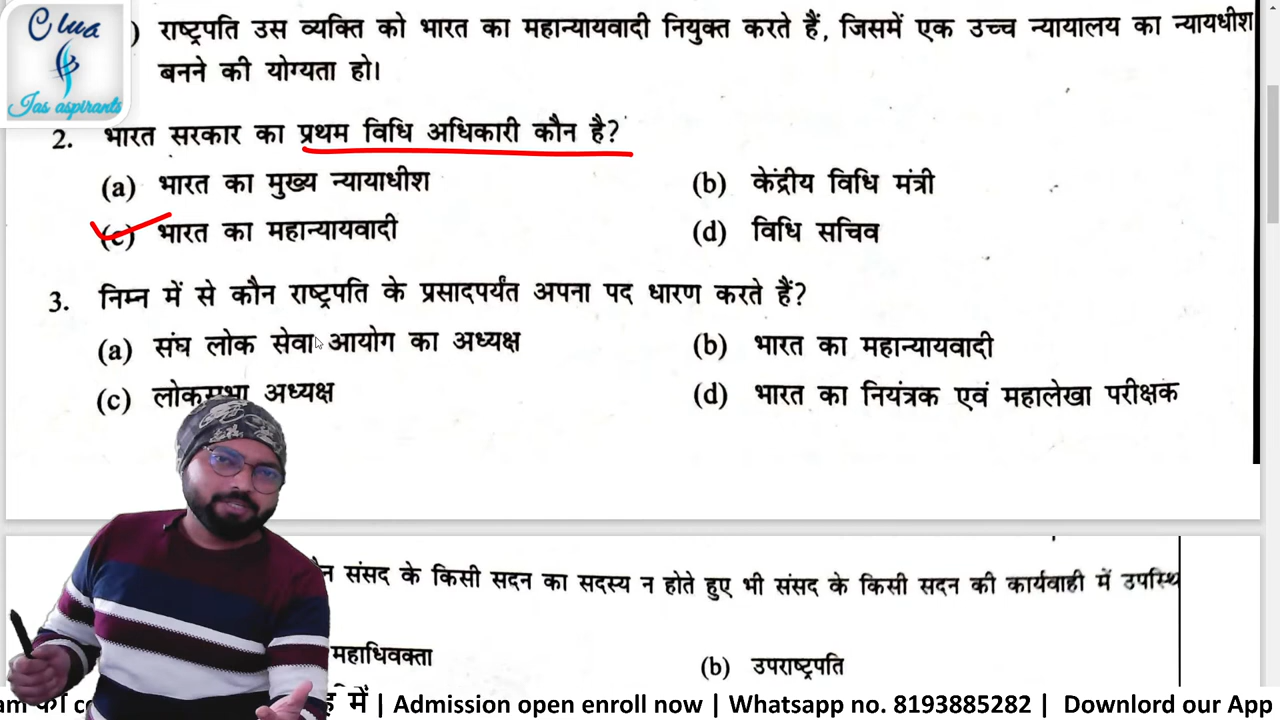 Clwa
Ias aspirants
) राष्ट्रपति उस व्यक्ति को भारत का महान्यायवादी नियुक्त करते हैं, जिसमें एक उच्च न्यायालय का न्यायधीश
बनने की योग्यता हो।
2. भारत सरकार का प्रथम विधि अधिकारी कौन है?
(a) भारत का मुख्य न्यायाधीश (b) केंद्रीय विधि मंत्री
(c) भारत का महान्यायवादी (d) विधि सचिव
3. निम्न में से कौन राष्ट्रपति के प्रसादपर्यंत अपना पद धारण करते हैं?
(a) संघ लोक सेवा आयोग का अध्यक्ष (b) भारत का महान्यायवादी
(c) लोकसभा अध्यक्ष (d) भारत का नियंत्रक एवं महालेखा परीक्षक
संसद के किसी सदन का सदस्य न होते हुए भी संसद के किसी सदन की कार्यवाही में उपस्थि
महाधिवक्ता (b) उपराष्ट्रपति
में | Admission open enroll now | Whatsapp no. 8193885282 | Downlord our App